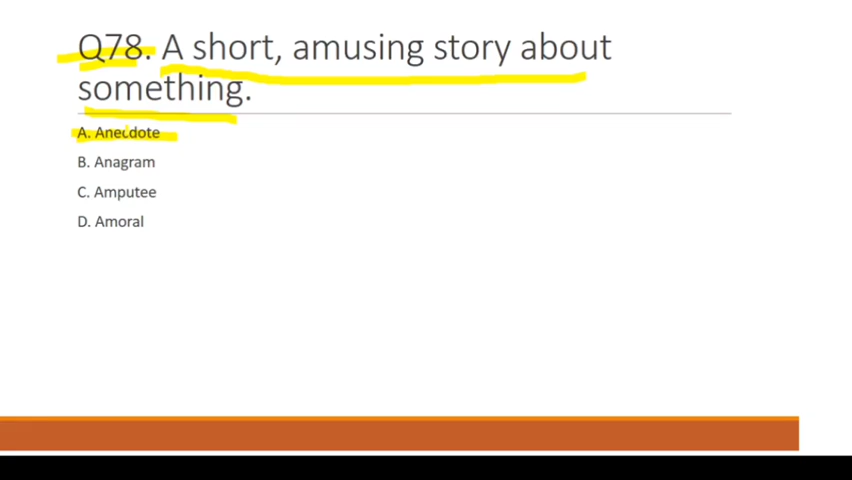 Q78. A short, amusing story about
something.
A. Anecdote
B. Anagram
C. Amputee
D. Amoral